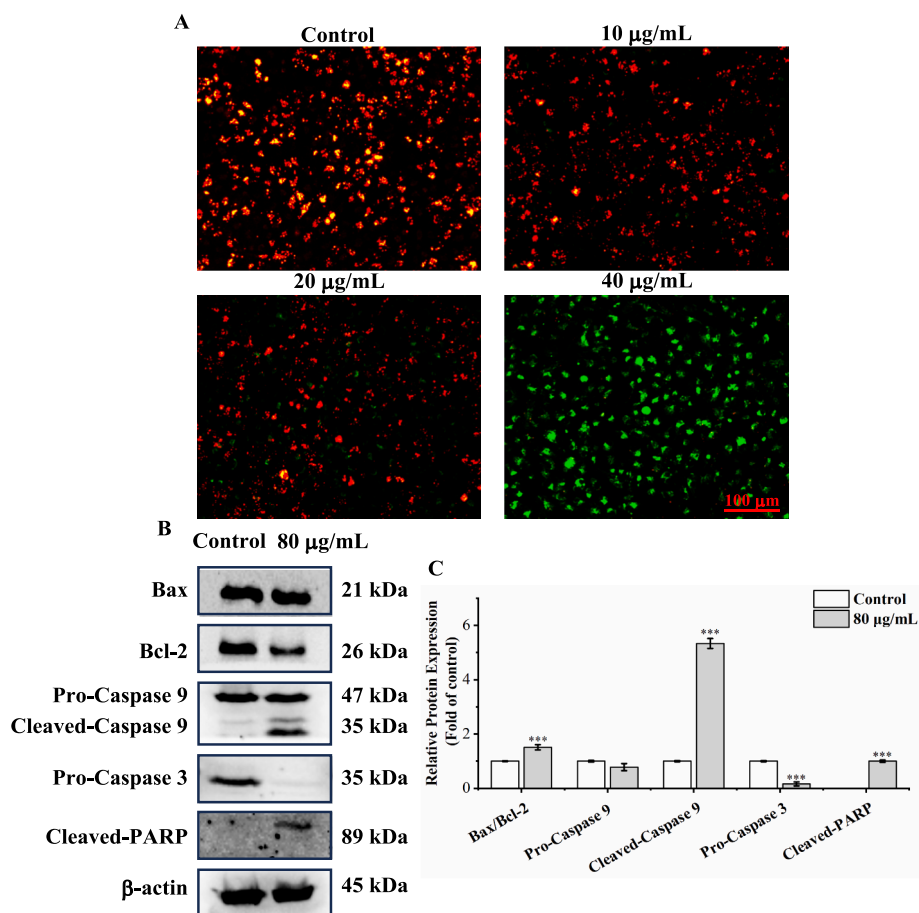 A
Control
10 μg/mL
20 μg/mL
40 μg/mL
100 μm
B
Control 80 μg/mL
Bax
21 kDa
Bcl-2
26 kDa
Pro-Caspase 9
47 kDa
Cleaved-Caspase 9
35 kDa
Pro-Caspase 3
35 kDa
Cleaved-PARP
89 kDa
β-actin
45 kDa
C
Control
80 μg/mL
Relative Protein Expression
(Fold of control)
6
4
2
0
***
***
***
***
Bax/Bcl-2
Pro-Caspase 9
Cleaved-Caspase 9
Pro-Caspase 3
Cleaved-PARP